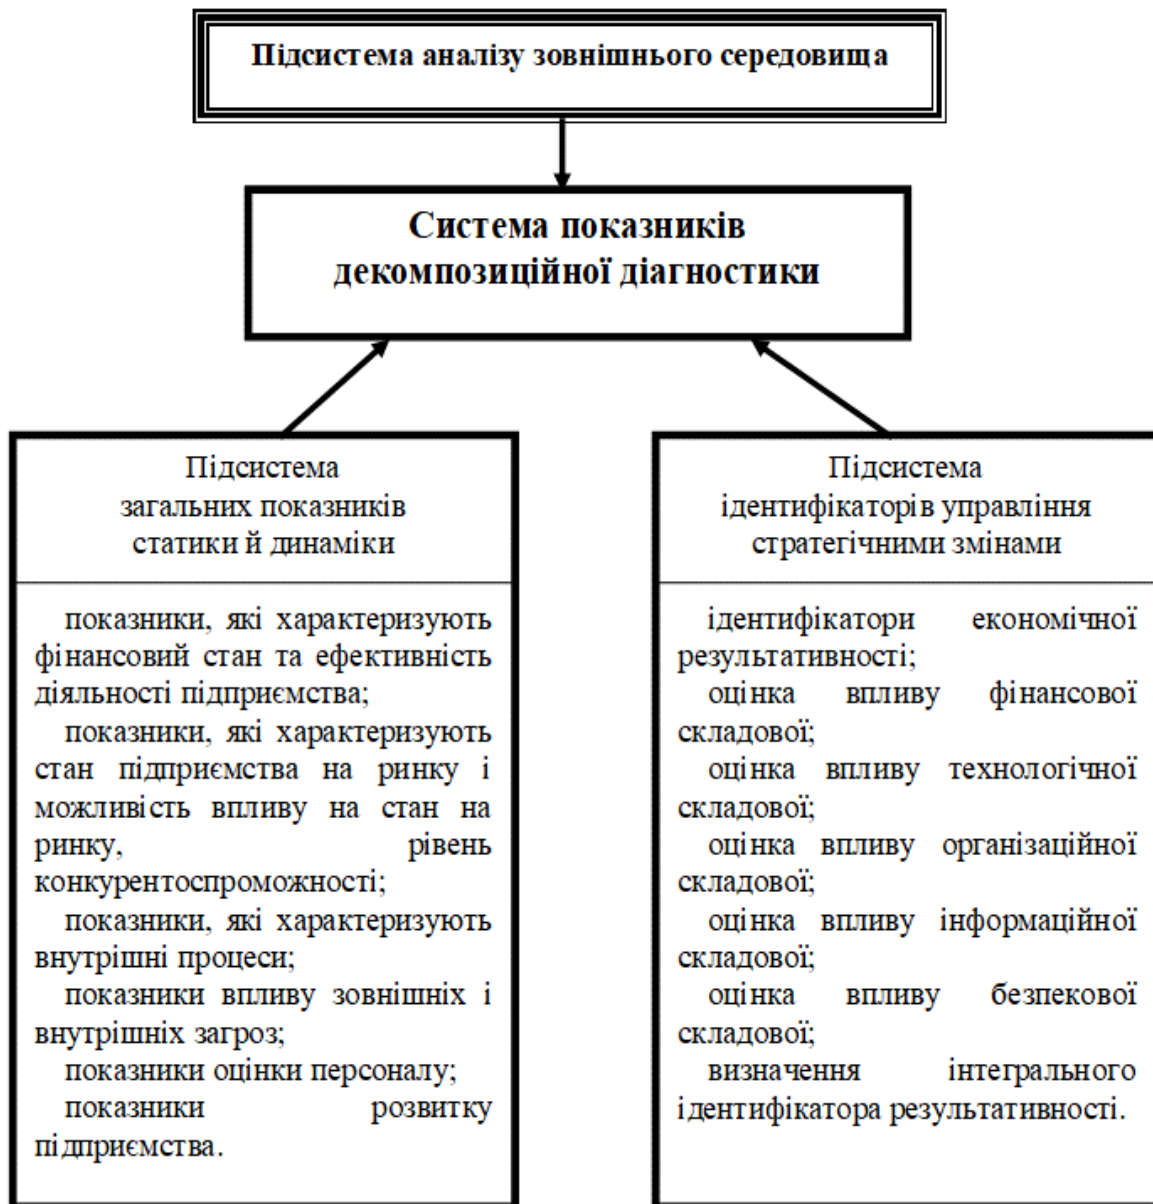 Підсистема аналізу зовнішнього середовища
Система показників
декомпозиційної діагностики
Підсистема
загальних показників
статики й динаміки
показники, які характеризують
фінансовий стан та ефективність
діяльності підприємства;
показники, які характеризують
стан підприємства на ринку і
можливість впливу на стан на
ринку, рівень
конкурентоспроможності;
показники, які характеризують
внутрішні процеси;
показники впливу зовнішніх і
внутрішніх загроз;
показники оцінки персоналу;
показники розвитку
підприємства.
Підсистема
ідентифікаторів управління
стратегічними змінами
ідентифікатори економічної
результативності;
оцінка впливу фінансової
складової;
оцінка впливу технологічної
складової;
оцінка впливу організаційної
складової;
оцінка впливу інформаційної
складової;
оцінка впливу безпекової
складової;
визначення інтегрального
ідентифікатора результативності.